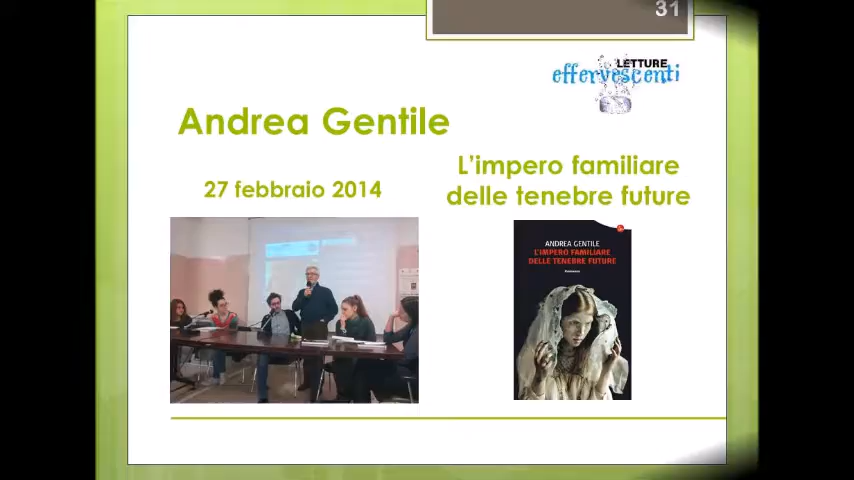 31
LETTURE
effervescenti
Andrea Gentile
27 febbraio 2014
L'impero familiare
delle tenebre future
ANDREA GENTILE
L'IMPERO FAMILIARE
DELLE TENEBRE FUTURE
Romanzo